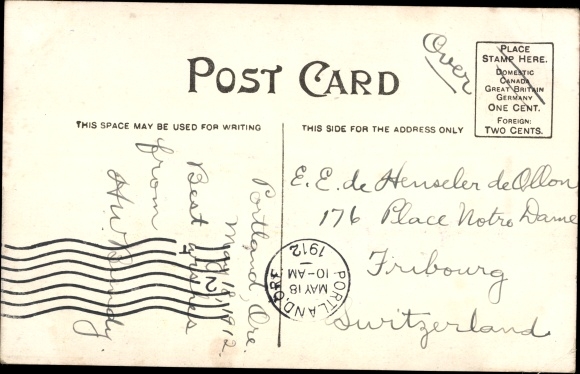 Over
POST CARD
PLACE
STAMP HERE.
DOMESTIC
CANADA
GREAT BRITAIN
GERMANY
ONE CENT.
FOREIGN:
TWO CENTS.
THIS SPACE MAY BE USED FOR WRITING
THIS SIDE FOR THE ADDRESS ONLY
Portland, Ore.
May 18, 1912.
Best wishes
from
H.W. Bundy.
E. E. de Henseler de Ollon
176 Place Notre Dame
Fribourg
Switzerland
PORTLAND, ORE.
MAY 18
10-AM
1912
2